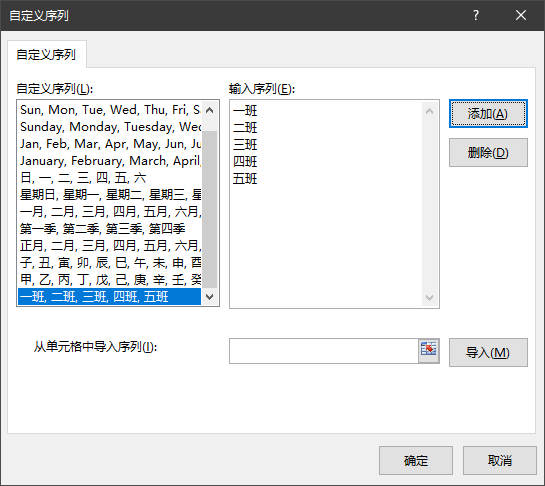 自定义序列
自定义序列
自定义序列(L):
输入序列(E):
Sun, Mon, Tue, Wed, Thu, Fri, Sa
Sunday, Monday, Tuesday, Wed
Jan, Feb, Mar, Apr, May, Jun, Ju
January, February, March, April,
日, 一, 二, 三, 四, 五, 六
星期日, 星期一, 星期二, 星期三, 星
一月, 二月, 三月, 四月, 五月, 六月,
第一季, 第二季, 第三季, 第四季
正月, 二月, 三月, 四月, 五月, 六月,
子, 丑, 寅, 卯, 辰, 巳, 午, 未, 申, 酉
甲, 乙, 丙, 丁, 戊, 己, 庚, 辛, 壬, 癸
一班, 二班, 三班, 四班, 五班
一班
二班
三班
四班
五班
添加(A)
删除(D)
从单元格中导入序列(I):
导入(M)
确定
取消